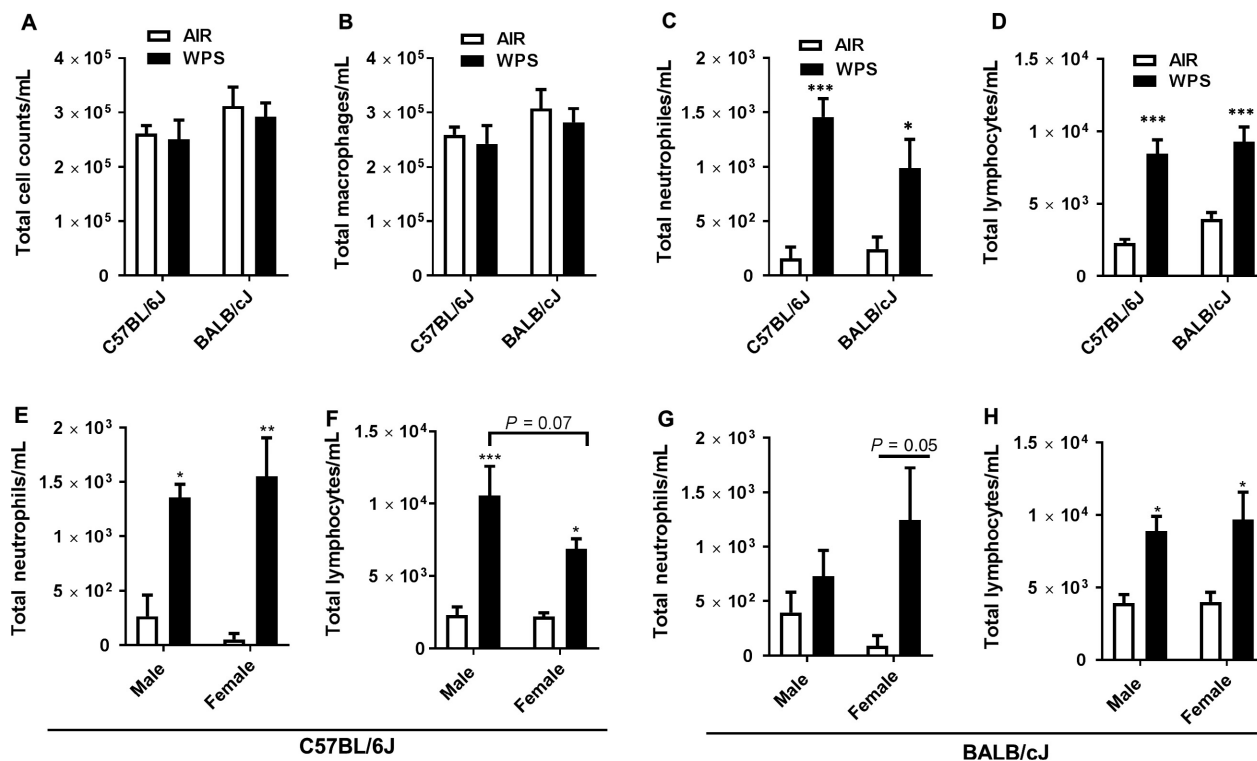 A
AIR
WPS
Total cell counts/mL
4 × 10⁵
3 × 10⁵
2 × 10⁵
1 × 10⁵
0
C57BL/6J
BALB/cJ
B
AIR
WPS
Total macrophages/mL
4 × 10⁵
3 × 10⁵
2 × 10⁵
1 × 10⁵
0
C57BL/6J
BALB/cJ
C
AIR
WPS
Total neutrophiles/mL
2 × 10³
1.5 × 10³
1 × 10³
5 × 10²
0
***
*
C57BL/6J
BALB/cJ
D
AIR
WPS
Total lymphocytes/mL
1.5 × 10⁴
1 × 10⁴
5 × 10³
0
***
***
C57BL/6J
BALB/cJ
E
Total neutrophils/mL
2 × 10³
1.5 × 10³
1 × 10³
5 × 10²
0
*
**
Male
Female
F
Total lymphocytes/mL
1.5 × 10⁴
1 × 10⁴
5 × 10³
0
P = 0.07
***
*
Male
Female
C57BL/6J
G
Total neutrophils/mL
2 × 10³
1.5 × 10³
1 × 10³
5 × 10²
0
P = 0.05
Male
Female
H
Total lymphocytes/mL
1.5 × 10⁴
1 × 10⁴
5 × 10³
0
*
*
Male
Female
BALB/cJ